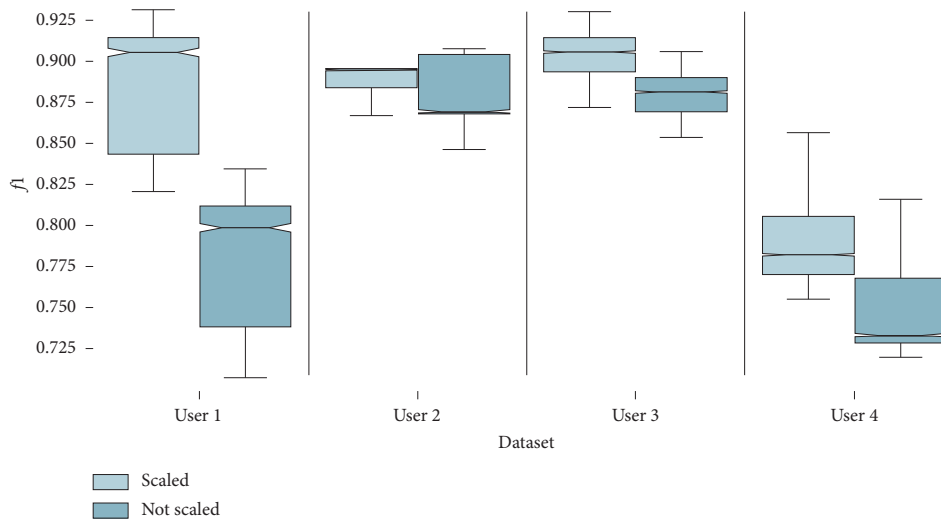 0.925
0.900
0.875
0.850
0.825
0.800
0.775
0.750
0.725
f1
User 1 User 2 User 3 User 4
Dataset
Scaled
Not scaled